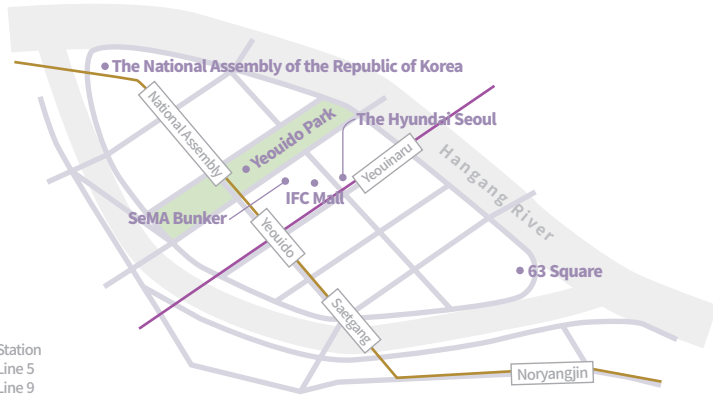 The National Assembly of the Republic of Korea
National Assembly
Yeouido Park
The Hyundai Seoul
Yeouinaru
Hangang River
IFC Mall
SeMA Bunker
Yeouido
63 Square
Saetgang
Station
Line 5
Line 9
Noryangjin